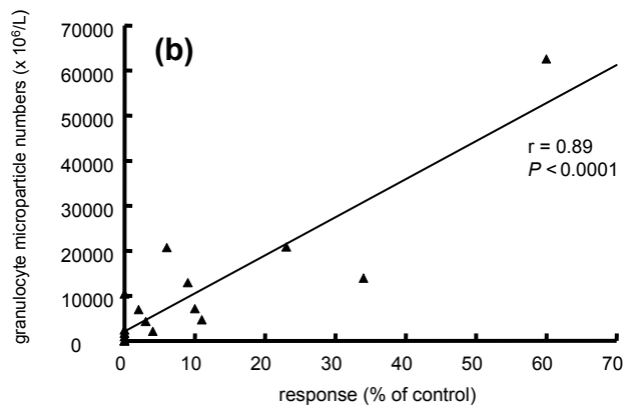 (b)
granulocyte microparticle numbers (x 10⁶/L)
70000
60000
50000
40000
30000
20000
10000
0
r = 0.89
P < 0.0001
0 10 20 30 40 50 60 70
response (% of control)